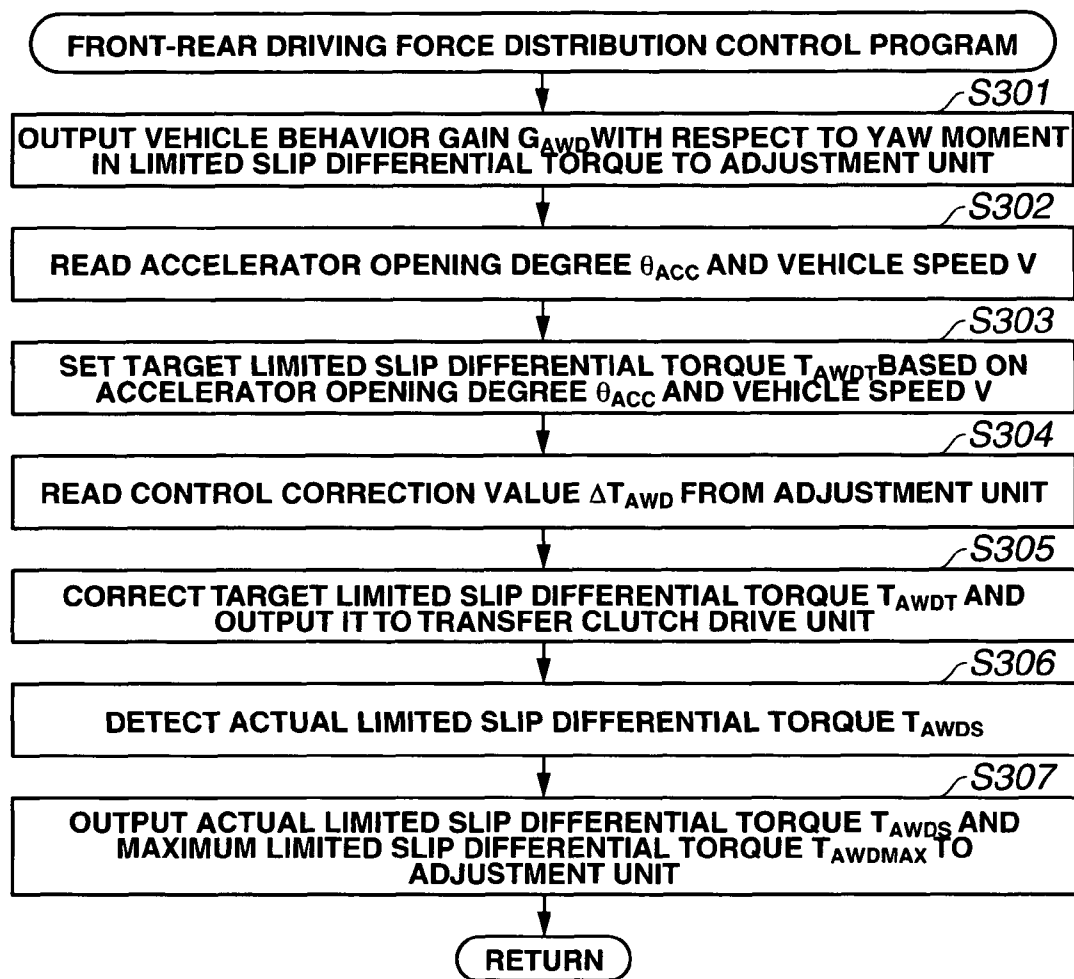 FRONT-REAR DRIVING FORCE DISTRIBUTION CONTROL PROGRAM
S301
OUTPUT VEHICLE BEHAVIOR GAIN GAWD WITH RESPECT TO YAW MOMENT
IN LIMITED SLIP DIFFERENTIAL TORQUE TO ADJUSTMENT UNIT
S302
READ ACCELERATOR OPENING DEGREE θACC AND VEHICLE SPEED V
S303
SET TARGET LIMITED SLIP DIFFERENTIAL TORQUE TAWDT BASED ON
ACCELERATOR OPENING DEGREE θACC AND VEHICLE SPEED V
S304
READ CONTROL CORRECTION VALUE ΔTAWD FROM ADJUSTMENT UNIT
S305
CORRECT TARGET LIMITED SLIP DIFFERENTIAL TORQUE TAWDT AND
OUTPUT IT TO TRANSFER CLUTCH DRIVE UNIT
S306
DETECT ACTUAL LIMITED SLIP DIFFERENTIAL TORQUE TAWDS
S307
OUTPUT ACTUAL LIMITED SLIP DIFFERENTIAL TORQUE TAWDS AND
MAXIMUM LIMITED SLIP DIFFERENTIAL TORQUE TAWDMAX TO
ADJUSTMENT UNIT
RETURN